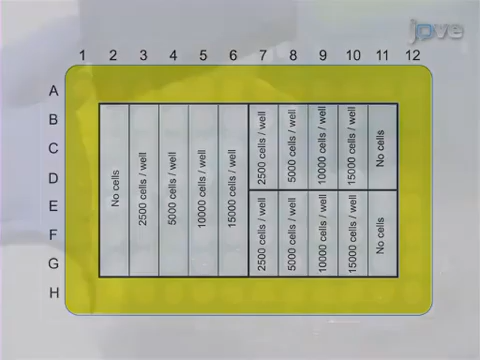 jove
1 2 3 4 5 6 7 8 9 10 11 12
A
B
C
D
E
F
G
H
No cells
2500 cells / well
5000 cells / well
10000 cells / well
15000 cells / well
2500 cells / well
5000 cells / well
10000 cells / well
15000 cells / well
No cells
2500 cells / well
5000 cells / well
10000 cells / well
15000 cells / well
No cells